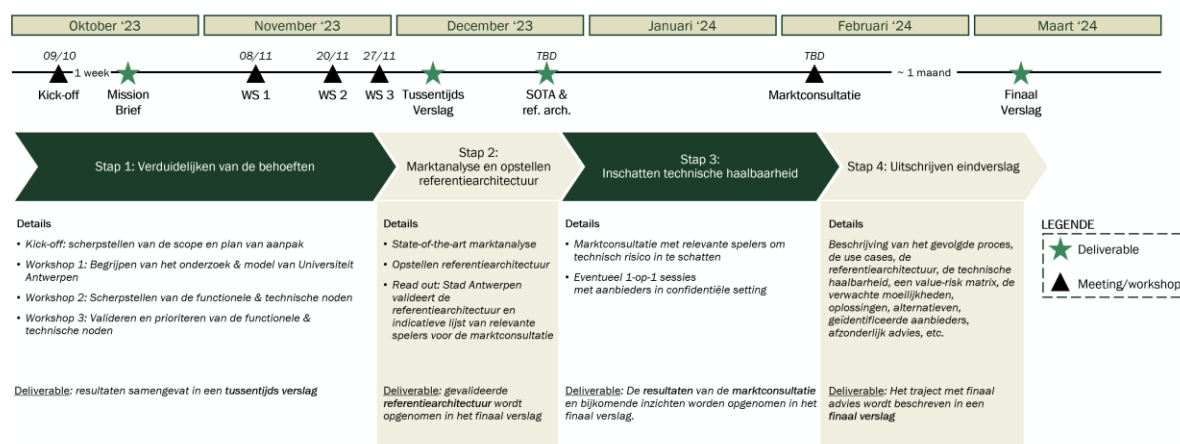 Oktober '23
November '23
December '23
Januari '24
Februari '24
Maart '24
09/10
08/11
20/11
27/11
TBD
TBD
1 week
~ 1 maand
Kick-off
Mission
Brief
WS 1
WS 2
WS 3
Tussentijds
Verslag
SOTA &
ref. arch.
Marktconsultatie
Finaal
Verslag
Stap 1: Verduidelijken van de behoeften
Stap 2:
Marktanalyse en opstellen
referentiearchitectuur
Stap 3:
Inschatten technische haalbaarheid
Stap 4: Uitschrijven eindverslag
Details
• Kick-off: scherpstellen van de scope en plan van aanpak
• Workshop 1: Begrijpen van het onderzoek & model van Universiteit
Antwerpen
• Workshop 2: Scherpstellen van de functionele & technische noden
• Workshop 3: Valideren en prioriteren van de functionele &
technische noden
Deliverable: resultaten samengevat in een tussentijds verslag
Details
• State-of-the-art marktanalyse
• Opstellen referentiearchitectuur
• Read out: Stad Antwerpen
valideert de
referentiearchitectuur en
indicatieve lijst van relevante
spelers voor de marktconsultatie
Deliverable: gevalideerde
referentiearchitectuur wordt
opgenomen in het finaal verslag
Details
• Marktconsultatie met relevante spelers om
technisch risico in te schatten
• Eventueel 1-op-1 sessies
met aanbieders in confidentiële setting
Deliverable: De resultaten van de marktconsultatie
en bijkomende inzichten worden opgenomen in het
finaal verslag.
Details
Beschrijving van het gevolgde proces,
de use cases, de
referentiearchitectuur, de technische
haalbaarheid, een value-risk matrix, de
verwachte moeilijkheden,
oplossingen, alternatieven,
geïdentificeerde aanbieders,
afzonderlijk advies, etc.
Deliverable: Het traject met finaal
advies wordt beschreven in een
finaal verslag
LEGENDE
Deliverable
Meeting/workshop